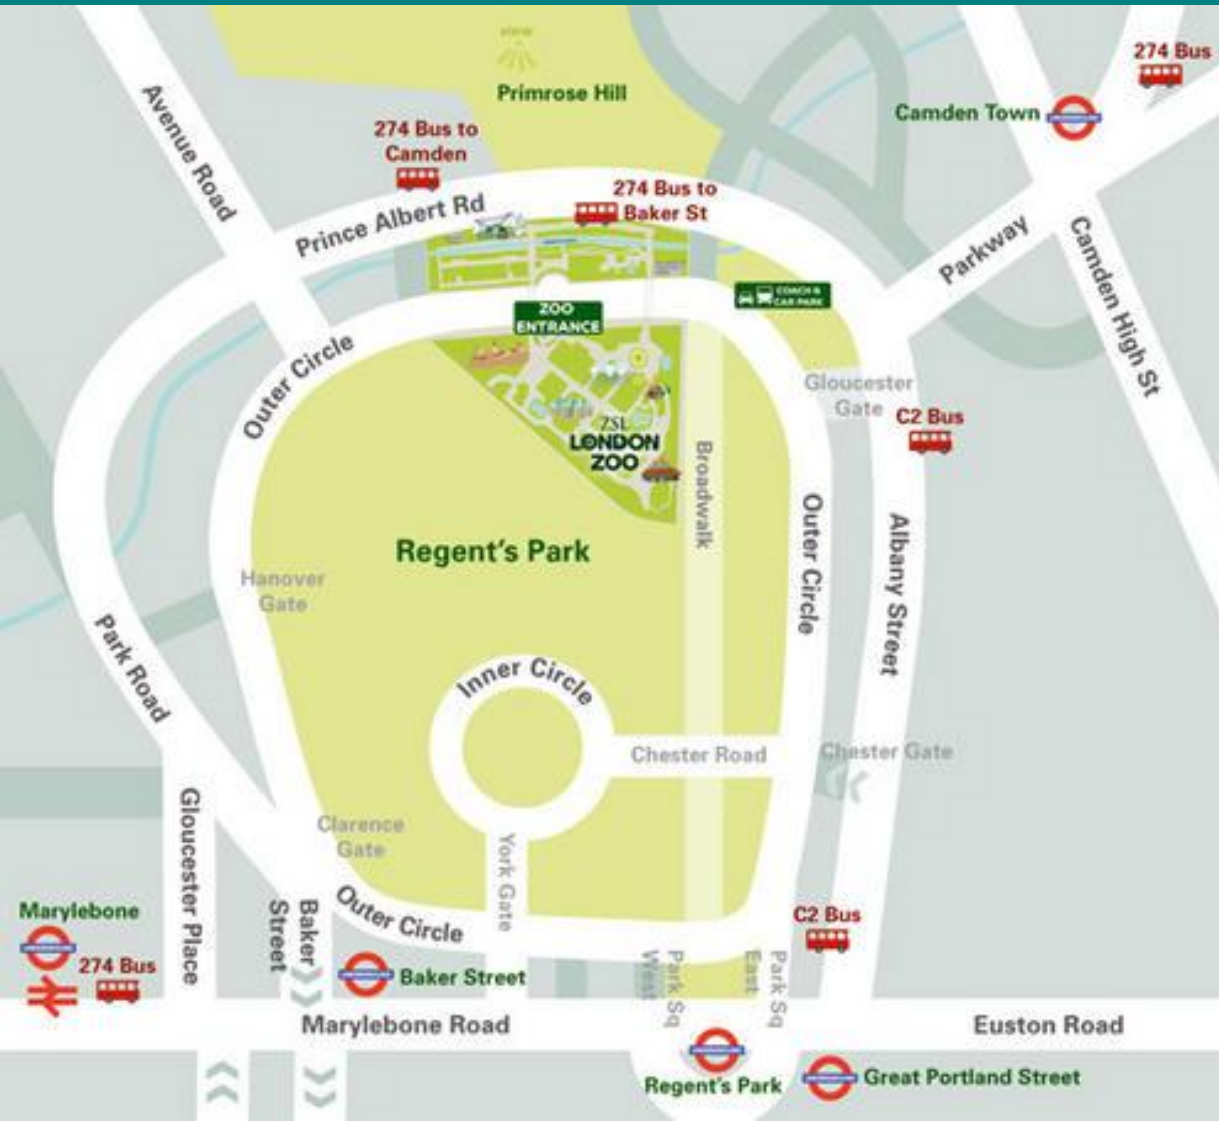 view
Primrose Hill
274 Bus
Camden Town
Avenue Road
274 Bus to
Camden
274 Bus to
Baker St
Prince Albert Rd
Parkway
Camden High St
COACH &
CAR PARK
ZOO
ENTRANCE
Outer Circle
Gloucester
Gate
C2 Bus
ZSL
LONDON
ZOO
Broadwalk
Outer Circle
Albany Street
Regent's Park
Hanover
Gate
Park Road
Inner Circle
Chester Road
Chester Gate
Gloucester Place
Clarence
Gate
York Gate
Outer Circle
Baker
Street
Marylebone
274 Bus
Baker Street
C2 Bus
Park Sq
West
Park Sq
East
Marylebone Road
Euston Road
Regent's Park
Great Portland Street